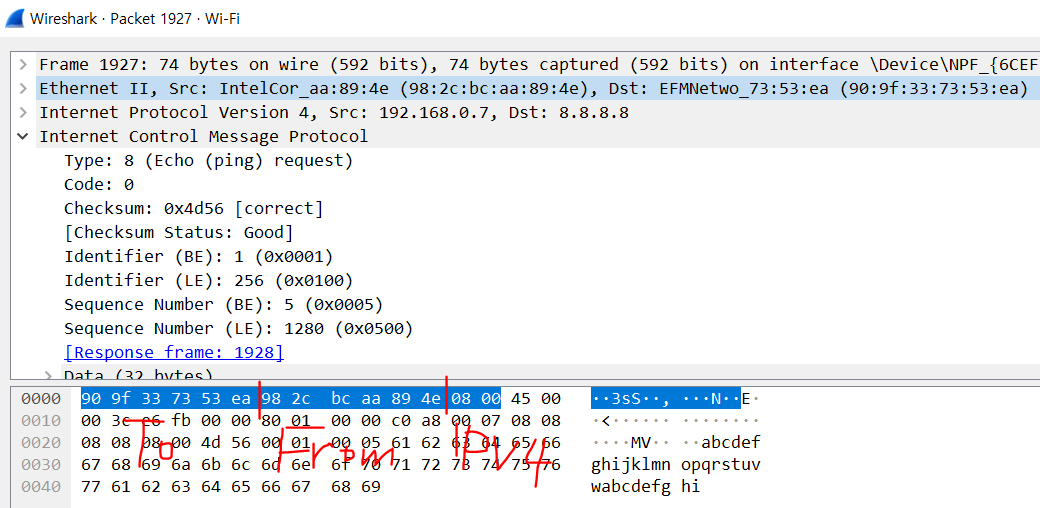 Wireshark · Packet 1927 · Wi-Fi
Frame 1927: 74 bytes on wire (592 bits), 74 bytes captured (592 bits) on interface \Device\NPF_{6CEF
Ethernet II, Src: IntelCor_aa:89:4e (98:2c:bc:aa:89:4e), Dst: EFMNetwo_73:53:ea (90:9f:33:73:53:ea)
Internet Protocol Version 4, Src: 192.168.0.7, Dst: 8.8.8.8
Internet Control Message Protocol
Type: 8 (Echo (ping) request)
Code: 0
Checksum: 0x4d56 [correct]
[Checksum Status: Good]
Identifier (BE): 1 (0x0001)
Identifier (LE): 256 (0x0100)
Sequence Number (BE): 5 (0x0005)
Sequence Number (LE): 1280 (0x0500)
[Response frame: 1928]
Data (32 bytes)
0000 90 9f 33 73 53 ea 98 2c bc aa 89 4e 08 00 45 00 ··3sS··, ···N··E·
0010 00 3c e6 fb 00 00 80 01 00 00 c0 a8 00 07 08 08 ·<······ ········
0020 08 08 08 00 4d 56 00 01 00 05 61 62 63 64 65 66 ····MV·· ··abcdef
0030 67 68 69 6a 6b 6c 6d 6e 6f 70 71 72 73 74 75 76 ghijklmn opqrstuv
0040 77 61 62 63 64 65 66 67 68 69 wabcdefg hi
To From IPV4